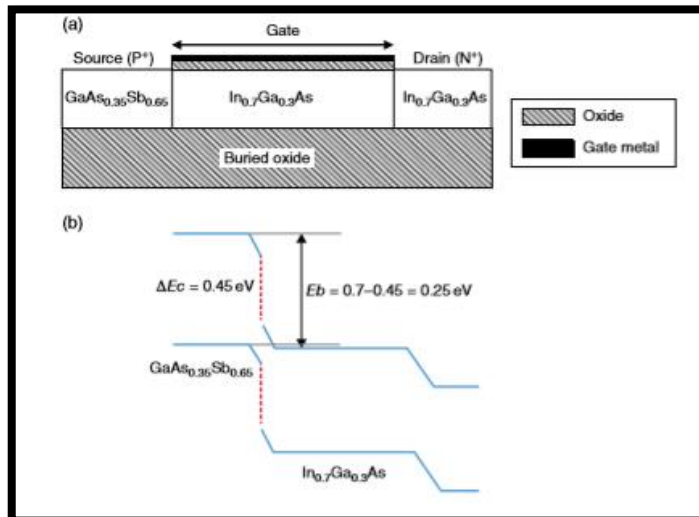 (a)
Gate
Source (P⁺)
Drain (N⁺)
GaAs₀.₃₅Sb₀.₆₅
In₀.₇Ga₀.₃As
In₀.₇Ga₀.₃As
Oxide
Gate metal
Buried oxide
(b)
ΔEc = 0.45 eV
Eb = 0.7–0.45 = 0.25 eV
GaAs₀.₃₅Sb₀.₆₅
In₀.₇Ga₀.₃As